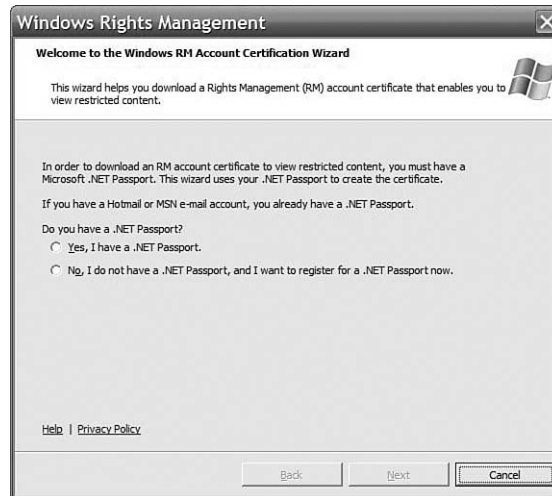 Windows Rights Management
Welcome to the Windows RM Account Certification Wizard
This wizard helps you download a Rights Management (RM) account certificate that enables you to
view restricted content.
In order to download an RM account certificate to view restricted content, you must have a
Microsoft .NET Passport. This wizard uses your .NET Passport to create the certificate.
If you have a Hotmail or MSN e-mail account, you already have a .NET Passport.
Do you have a .NET Passport?
Yes, I have a .NET Passport.
No, I do not have a .NET Passport, and I want to register for a .NET Passport now.
Help | Privacy Policy
Back Next Cancel